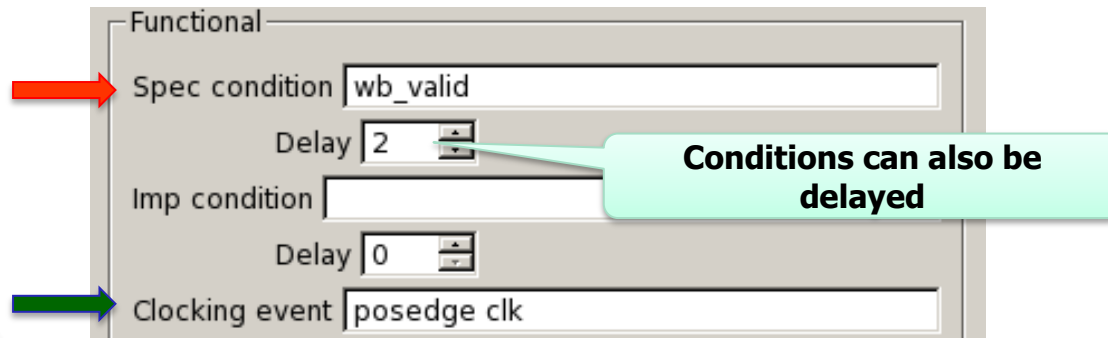 Functional
Spec condition wb_valid
Delay 2
Conditions can also be
delayed
Imp condition
Delay 0
Clocking event posedge clk